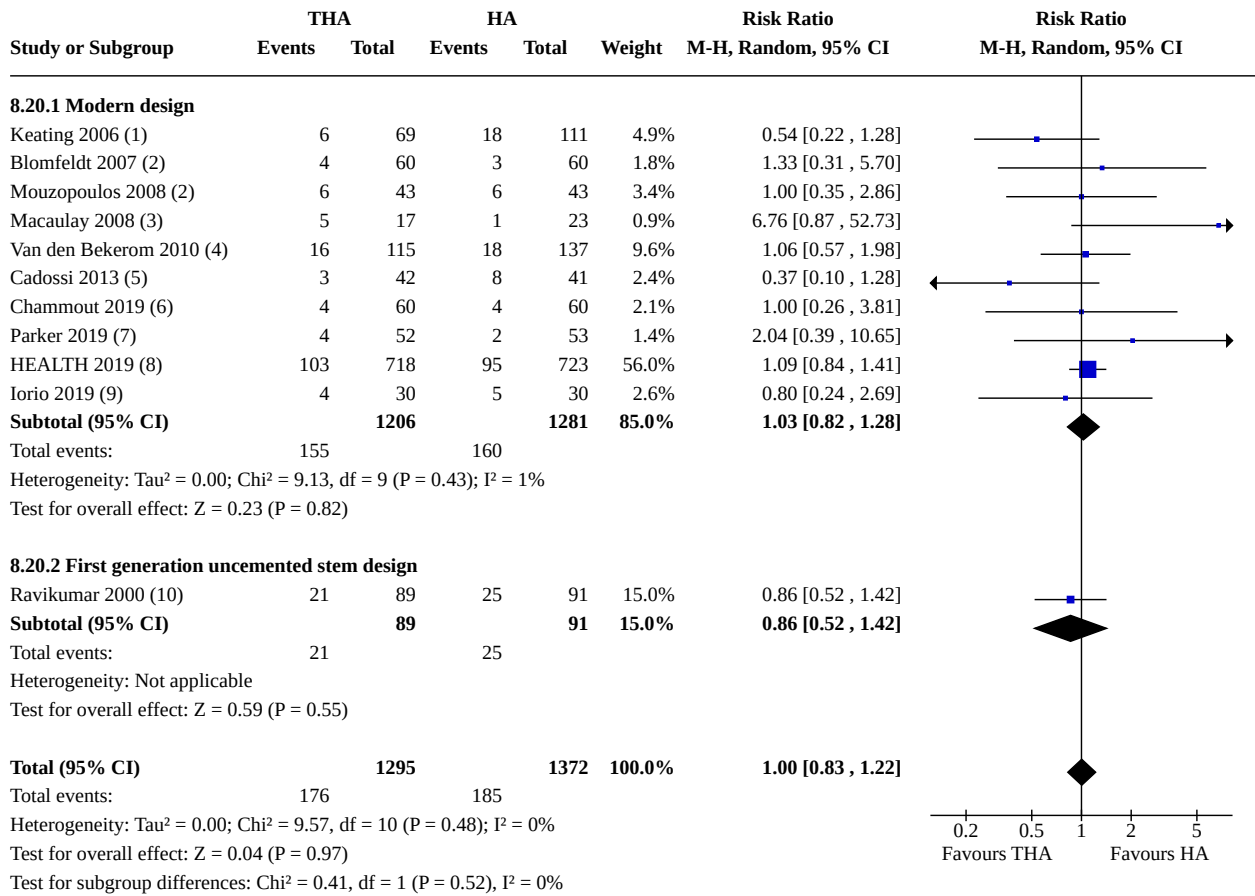 THA HA Risk Ratio Risk Ratio
Study or Subgroup Events Total Events Total Weight M-H, Random, 95% CI M-H, Random, 95% CI
8.20.1 Modern design
Keating 2006 (1) 6 69 18 111 4.9% 0.54 [0.22 , 1.28]
Blomfeldt 2007 (2) 4 60 3 60 1.8% 1.33 [0.31 , 5.70]
Mouzopoulos 2008 (2) 6 43 6 43 3.4% 1.00 [0.35 , 2.86]
Macaulay 2008 (3) 5 17 1 23 0.9% 6.76 [0.87 , 52.73]
Van den Bekerom 2010 (4) 16 115 18 137 9.6% 1.06 [0.57 , 1.98]
Cadossi 2013 (5) 3 42 8 41 2.4% 0.37 [0.10 , 1.28]
Chammout 2019 (6) 4 60 4 60 2.1% 1.00 [0.26 , 3.81]
Parker 2019 (7) 4 52 2 53 1.4% 2.04 [0.39 , 10.65]
HEALTH 2019 (8) 103 718 95 723 56.0% 1.09 [0.84 , 1.41]
Iorio 2019 (9) 4 30 5 30 2.6% 0.80 [0.24 , 2.69]
Subtotal (95% CI) 1206 1281 85.0% 1.03 [0.82 , 1.28]
Total events: 155 160
Heterogeneity: Tau² = 0.00; Chi² = 9.13, df = 9 (P = 0.43); I² = 1%
Test for overall effect: Z = 0.23 (P = 0.82)
8.20.2 First generation uncemented stem design
Ravikumar 2000 (10) 21 89 25 91 15.0% 0.86 [0.52 , 1.42]
Subtotal (95% CI) 89 91 15.0% 0.86 [0.52 , 1.42]
Total events: 21 25
Heterogeneity: Not applicable
Test for overall effect: Z = 0.59 (P = 0.55)
Total (95% CI) 1295 1372 100.0% 1.00 [0.83 , 1.22]
Total events: 176 185
Heterogeneity: Tau² = 0.00; Chi² = 9.57, df = 10 (P = 0.48); I² = 0%
Test for overall effect: Z = 0.04 (P = 0.97)
Test for subgroup differences: Chi² = 0.41, df = 1 (P = 0.52), I² = 0%
0.2 0.5 1 2 5
Favours THA Favours HA